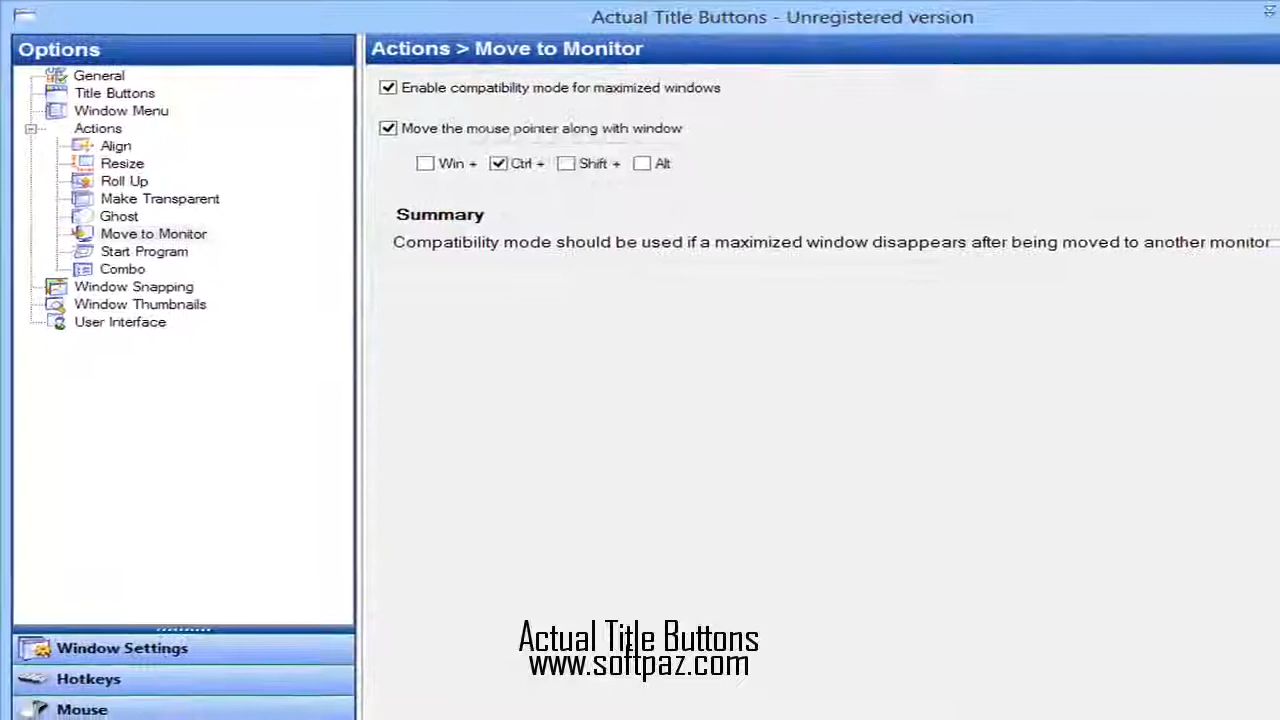 Actual Title Buttons - Unregistered version
Options
General
Title Buttons
Window Menu
Actions
Align
Resize
Roll Up
Make Transparent
Ghost
Move to Monitor
Start Program
Combo
Window Snapping
Window Thumbnails
User Interface
Window Settings
Hotkeys
Mouse
Actions > Move to Monitor
Enable compatibility mode for maximized windows
Move the mouse pointer along with window
Win + Ctrl + Shift + Alt
Summary
Compatibility mode should be used if a maximized window disappears after being moved to another monitor
Actual Title Buttons
www.softpaz.com